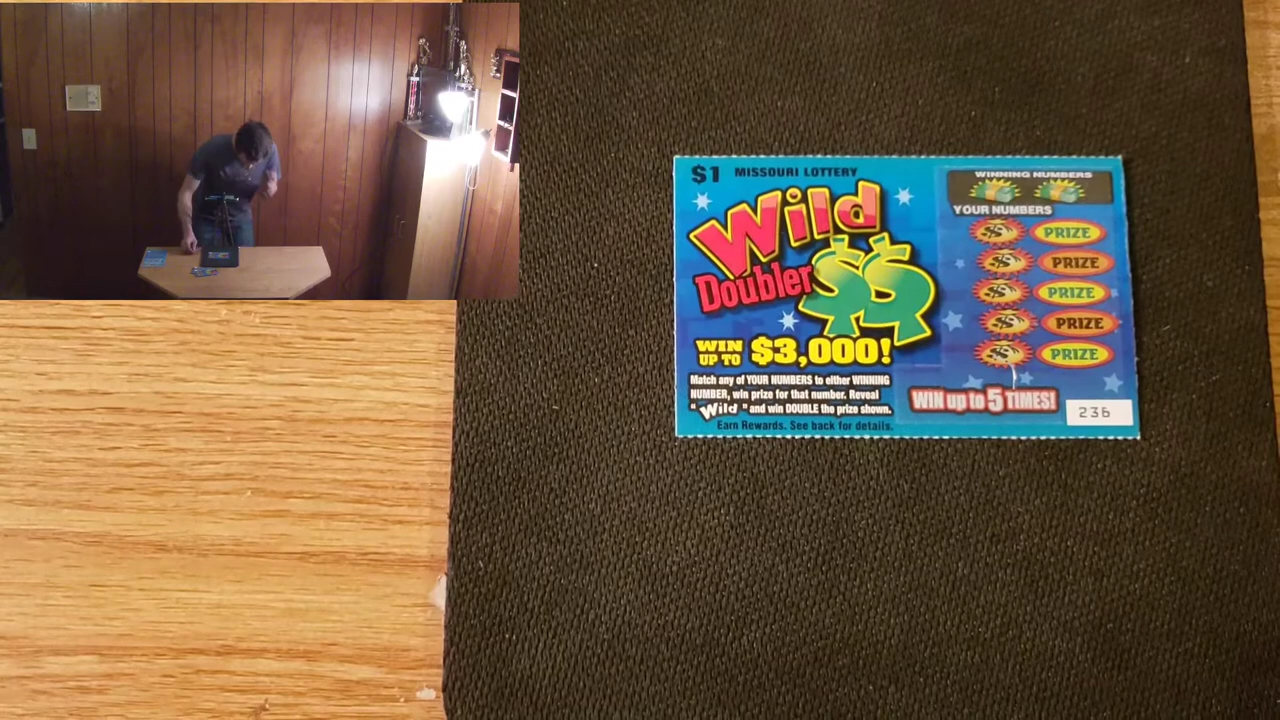 $1 MISSOURI LOTTERY
Wild
Doubler
$$
WIN
UP TO $3,000!
Match any of YOUR NUMBERS to either WINNING
NUMBER, win prize for that number. Reveal
"Wild" and win DOUBLE the prize shown.
Earn Rewards. See back for details.
WINNING NUMBERS
YOUR NUMBERS
$ PRIZE
$ PRIZE
$ PRIZE
$ PRIZE
$ PRIZE
WIN up to 5 TIMES!
236